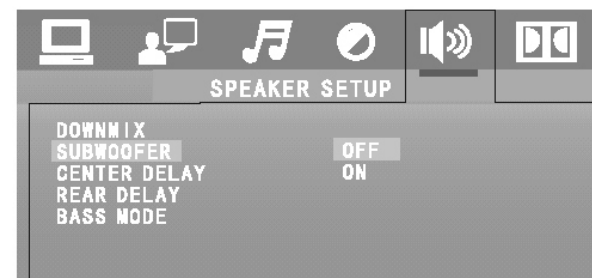 SPEAKER SETUP
DOWNMIX
SUBWOOFER OFF
CENTER DELAY ON
REAR DELAY
BASS MODE